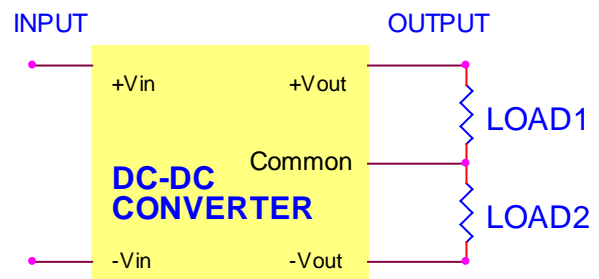 INPUT
OUTPUT
+Vin
+Vout
LOAD1
Common
DC-DC
CONVERTER
LOAD2
-Vin
-Vout